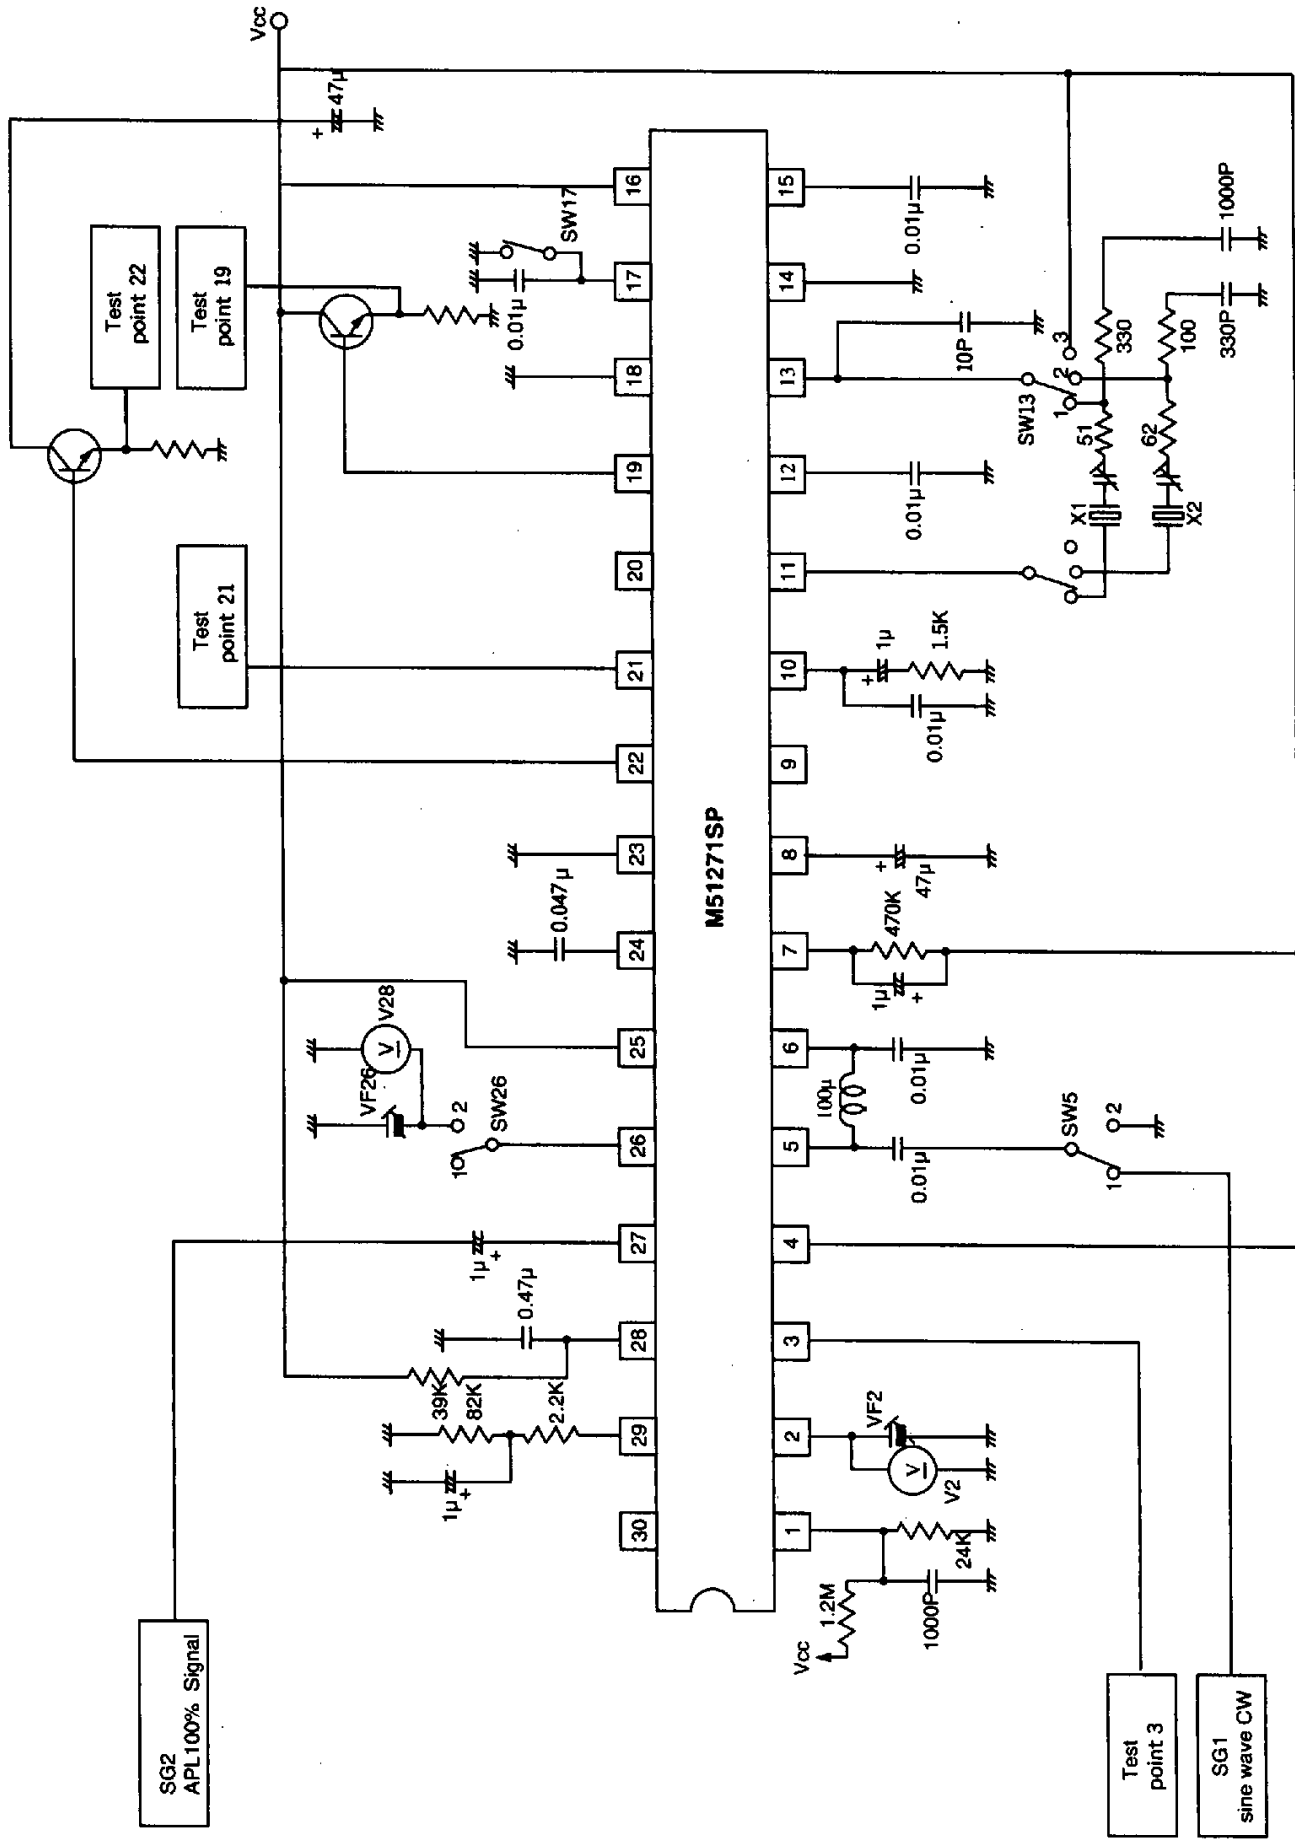 SG2
APL100% Signal
Test
point 21
Test
point 22
Test
point 19
Vcc
+
47μ
1μ
+
82K
39K
2.2K
0.47μ
1μ
+
1
2
SW26
VF26
V
V28
0.047μ
0.01μ
SW17
30
29
28
27
26
25
24
23
22
21
20
19
18
17
16
M51271SP
1
2
3
4
5
6
7
8
9
10
11
12
13
14
15
Vcc
1.2M
1000P
24K
V
V2
VF2
100μ
0.01μ
0.01μ
SW5
1
2
1μ
+
470K
+
47μ
0.01μ
+
1μ
1.5K
0.01μ
10P
0.01μ
SW13
1
2
3
X1
51
330
1000P
X2
62
100
330P
Test
point 3
SG1
sine wave CW